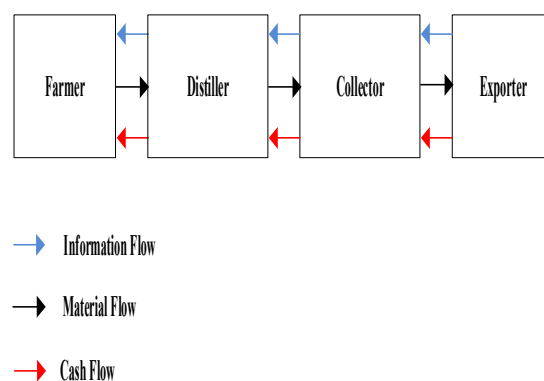 Farmer
Distiller
Collector
Exporter
Information Flow
Material Flow
Cash Flow